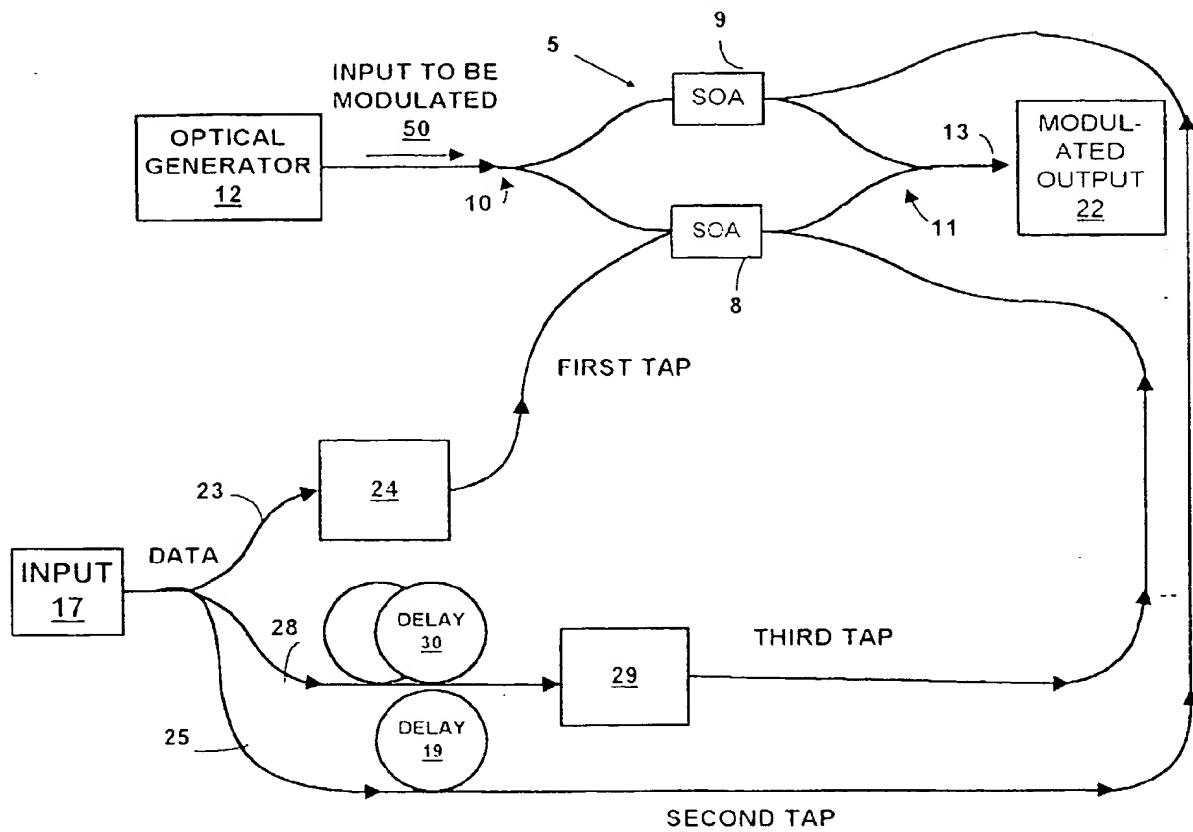 9
5
INPUT TO BE
MODULATED
50
SOA
OPTICAL
GENERATOR
12
10
13
MODUL-
ATED
OUTPUT
22
11
SOA
8
FIRST TAP
23
24
DATA
INPUT
17
28
DELAY
30
29
THIRD TAP
25
DELAY
19
SECOND TAP